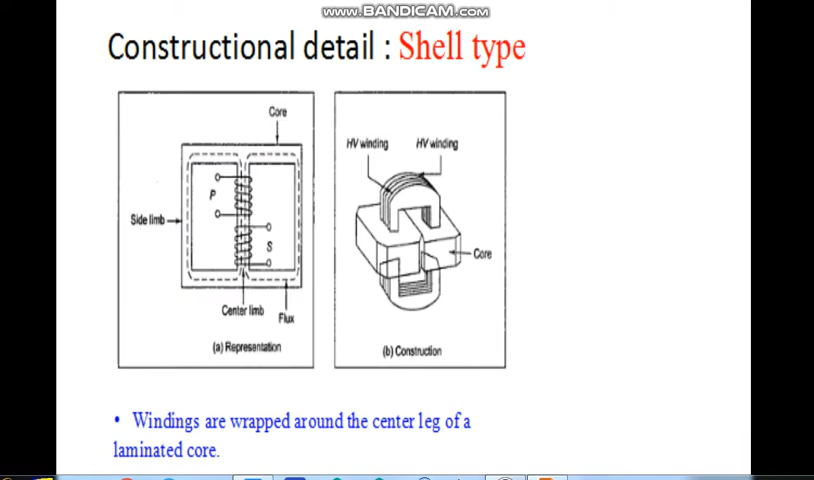 www.BANDICAM.com
Constructional detail : Shell type
Core
P
Side limb
S
Center limb
Flux
(a) Representation
HV winding HV winding
Core
(b) Construction
• Windings are wrapped around the center leg of a
laminated core.